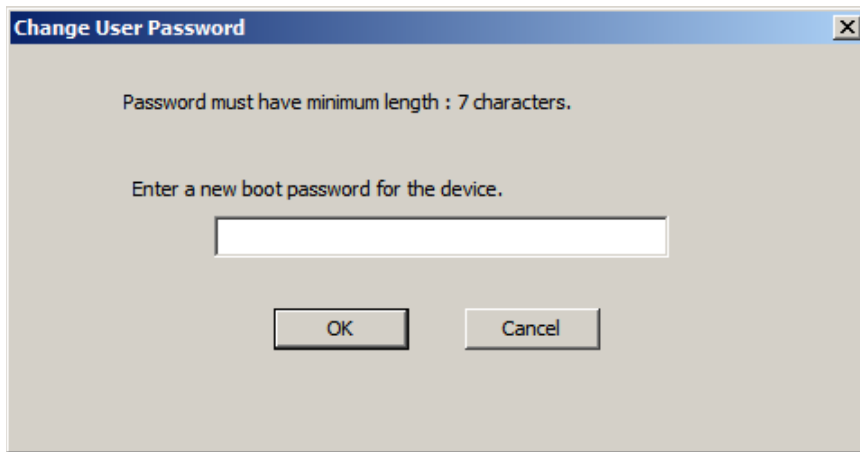 Change User Password
Password must have minimum length : 7 characters.
Enter a new boot password for the device.
OK
Cancel